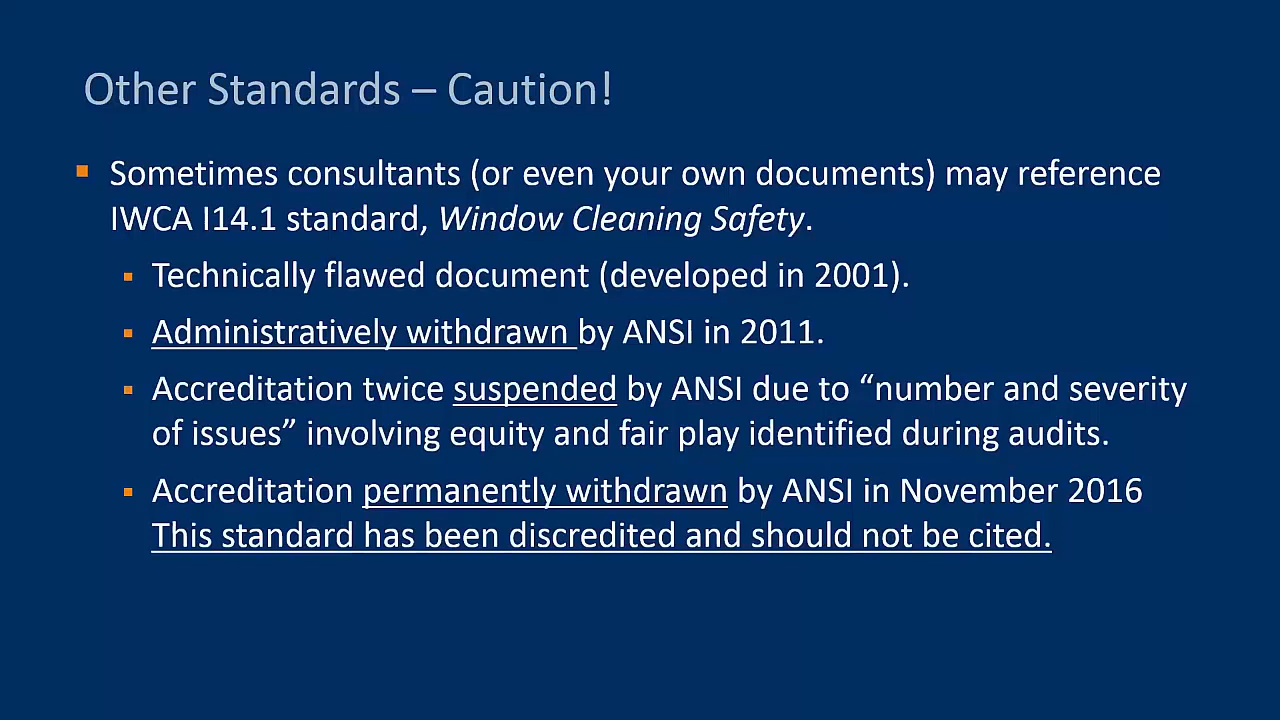 Other Standards – Caution!
Sometimes consultants (or even your own documents) may reference
IWCA I14.1 standard, Window Cleaning Safety.
Technically flawed document (developed in 2001).
Administratively withdrawn by ANSI in 2011.
Accreditation twice suspended by ANSI due to “number and severity
of issues” involving equity and fair play identified during audits.
Accreditation permanently withdrawn by ANSI in November 2016
This standard has been discredited and should not be cited.